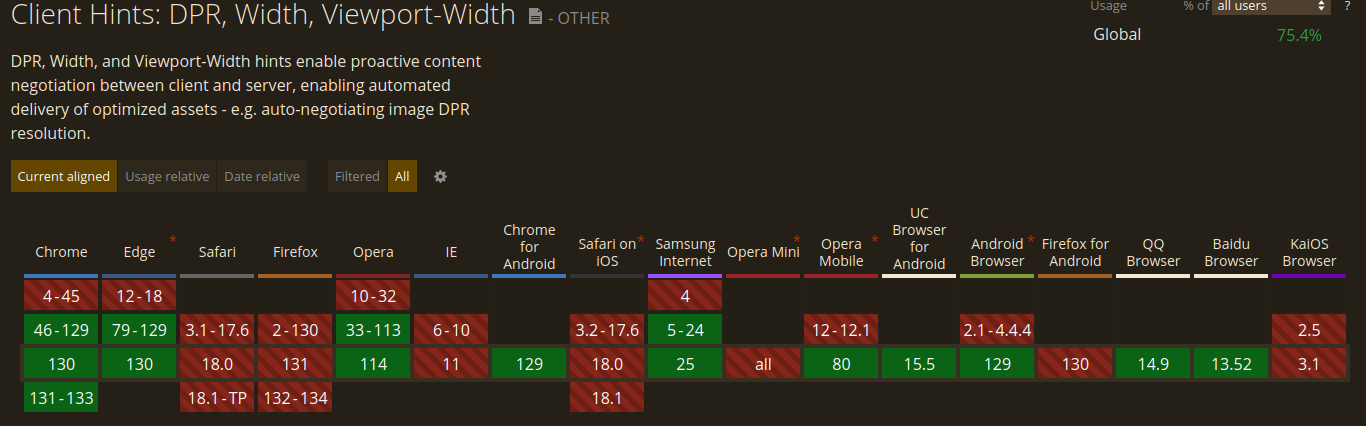 Client Hints: DPR, Width, Viewport-Width - OTHER
Usage % of all users ?
Global 75.4%
DPR, Width, and Viewport-Width hints enable proactive content
negotiation between client and server, enabling automated
delivery of optimized assets - e.g. auto-negotiating image DPR
resolution.
Current aligned Usage relative Date relative Filtered All
Chrome Edge * Safari Firefox Opera IE Chrome for Android Safari on iOS * Samsung Internet Opera Mini * Opera Mobile * UC Browser for Android Android Browser * Firefox for Android QQ Browser Baidu Browser KaiOS Browser
4-45 12-18 10-32 4
46-129 79-129 3.1-17.6 2-130 33-113 6-10 3.2-17.6 5-24 12-12.1 2.1-4.4.4 2.5
130 130 18.0 131 114 11 129 18.0 25 all 80 15.5 129 130 14.9 13.52 3.1
131-133 18.1-TP 132-134 18.1